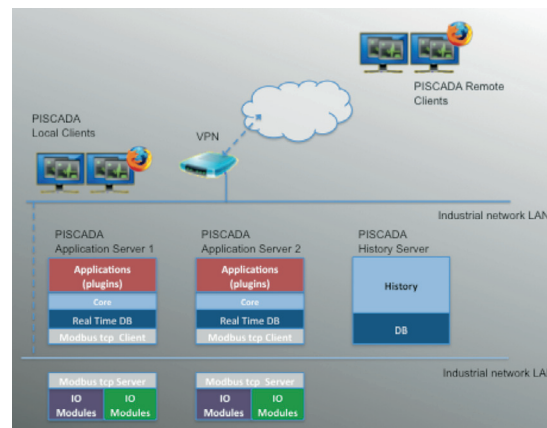 PISCADA Remote
Clients
PISCADA
Local Clients
VPN
Industrial network LAN
PISCADA
Application Server 1
PISCADA
Application Server 2
PISCADA
History Server
Applications
(plugins)
Core
Real Time DB
Modbus tcp Client
Applications
(plugins)
Core
Real Time DB
Modbus tcp Client
History
DB
Industrial network LA
Modbus tcp Server
IO
Modules
IO
Modules
Modbus tcp Server
IO
Modules
IO
Modules